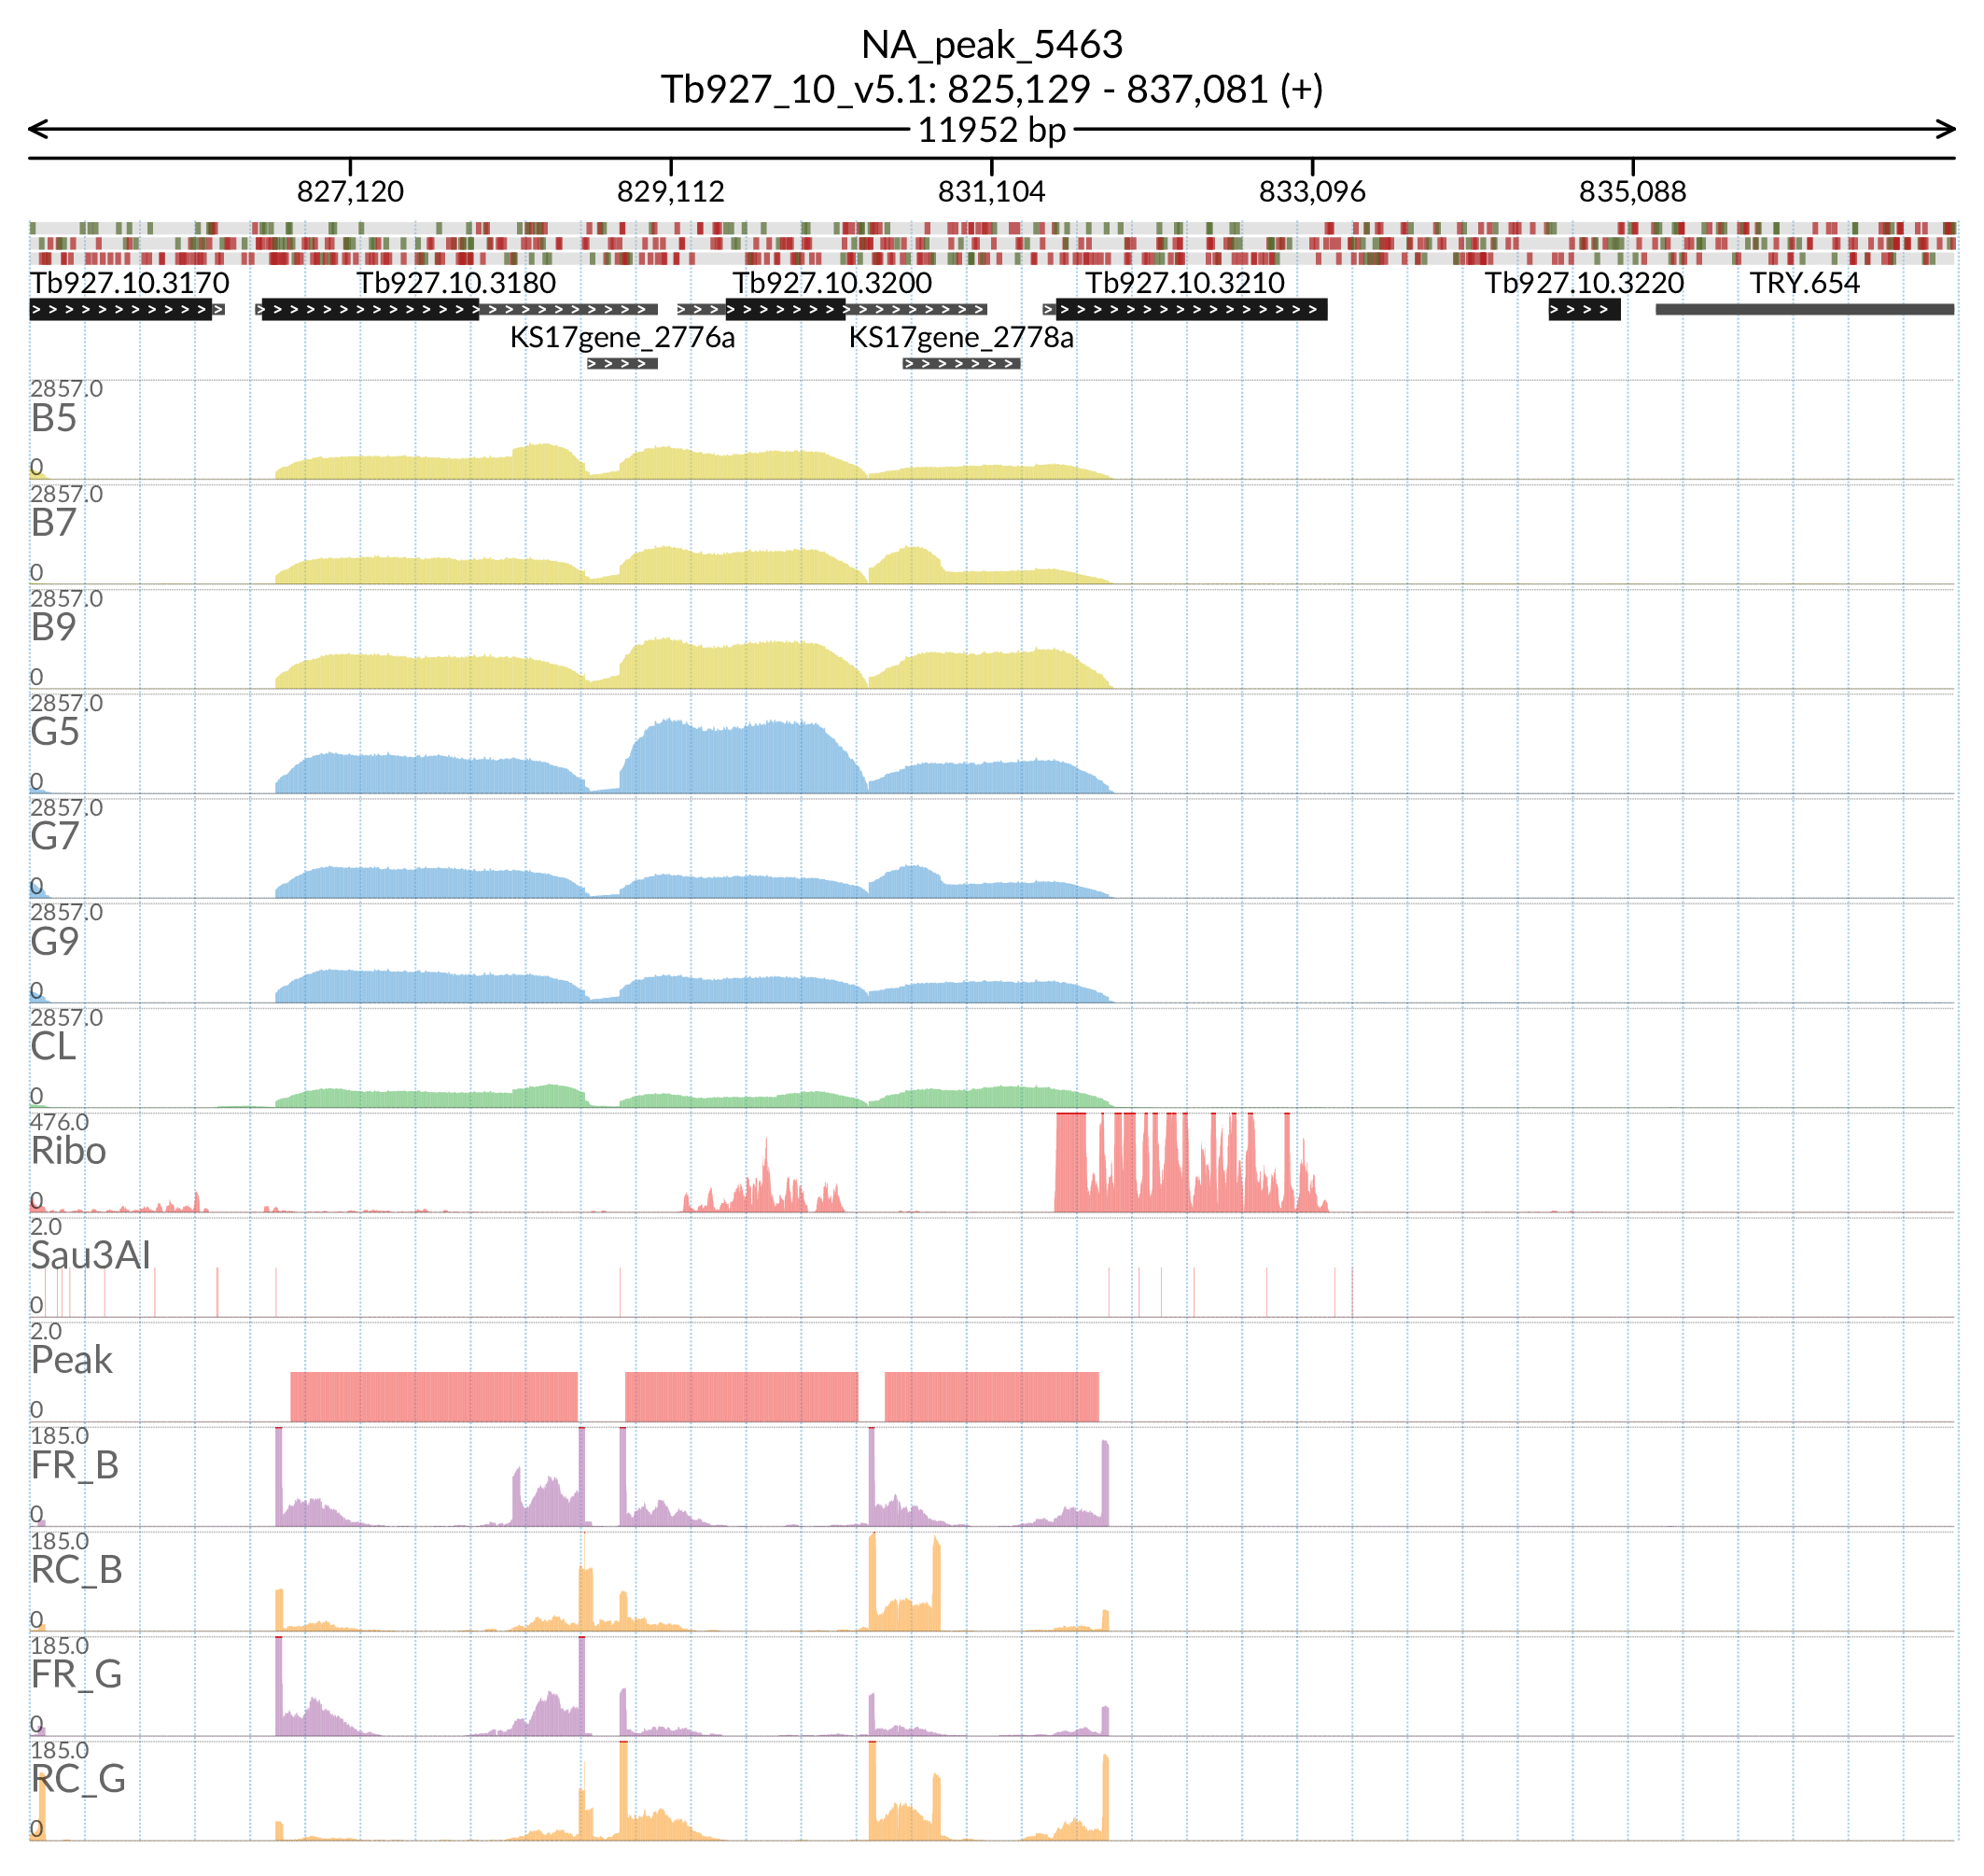 NA_peak_5463
Tb927_10_v5.1: 825,129 - 837,081 (+)
11952 bp
827,120 829,112 831,104 833,096 835,088
Tb927.10.3170 Tb927.10.3180 Tb927.10.3200 Tb927.10.3210 Tb927.10.3220 TRY.654
KS17gene_2776a KS17gene_2778a
2857.0
B5
0
2857.0
B7
0
2857.0
B9
0
2857.0
G5
0
2857.0
G7
0
2857.0
G9
0
2857.0
CL
0
476.0
Ribo
0
2.0
Sau3AI
0
2.0
Peak
0
185.0
FR_B
0
185.0
RC_B
0
185.0
FR_G
0
185.0
RC_G
0